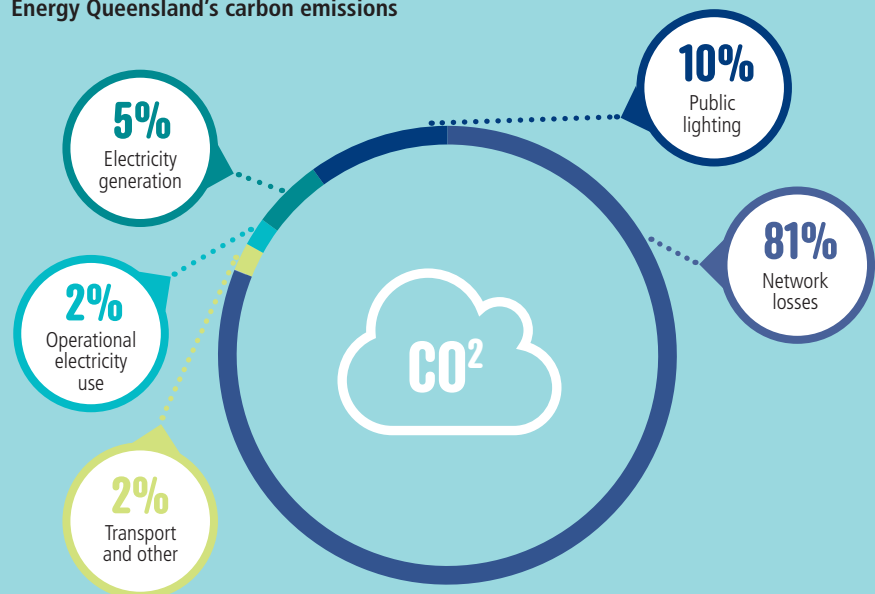 Energy Queensland's carbon emissions
10%
Public
lighting
5%
Electricity
generation
81%
Network
losses
2%
Operational
electricity
use
CO²
2%
Transport
and other